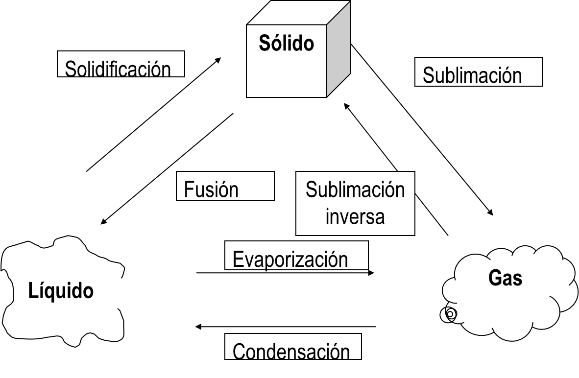 Sólido
Solidificación
Sublimación
Fusión
Sublimación
inversa
Evaporización
Líquido
Gas
Condensación